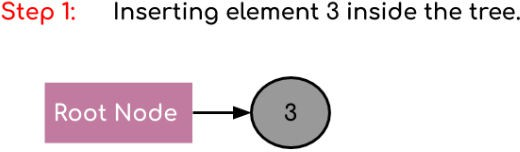 Step 1: Inserting element 3 inside the tree.
Root Node
3